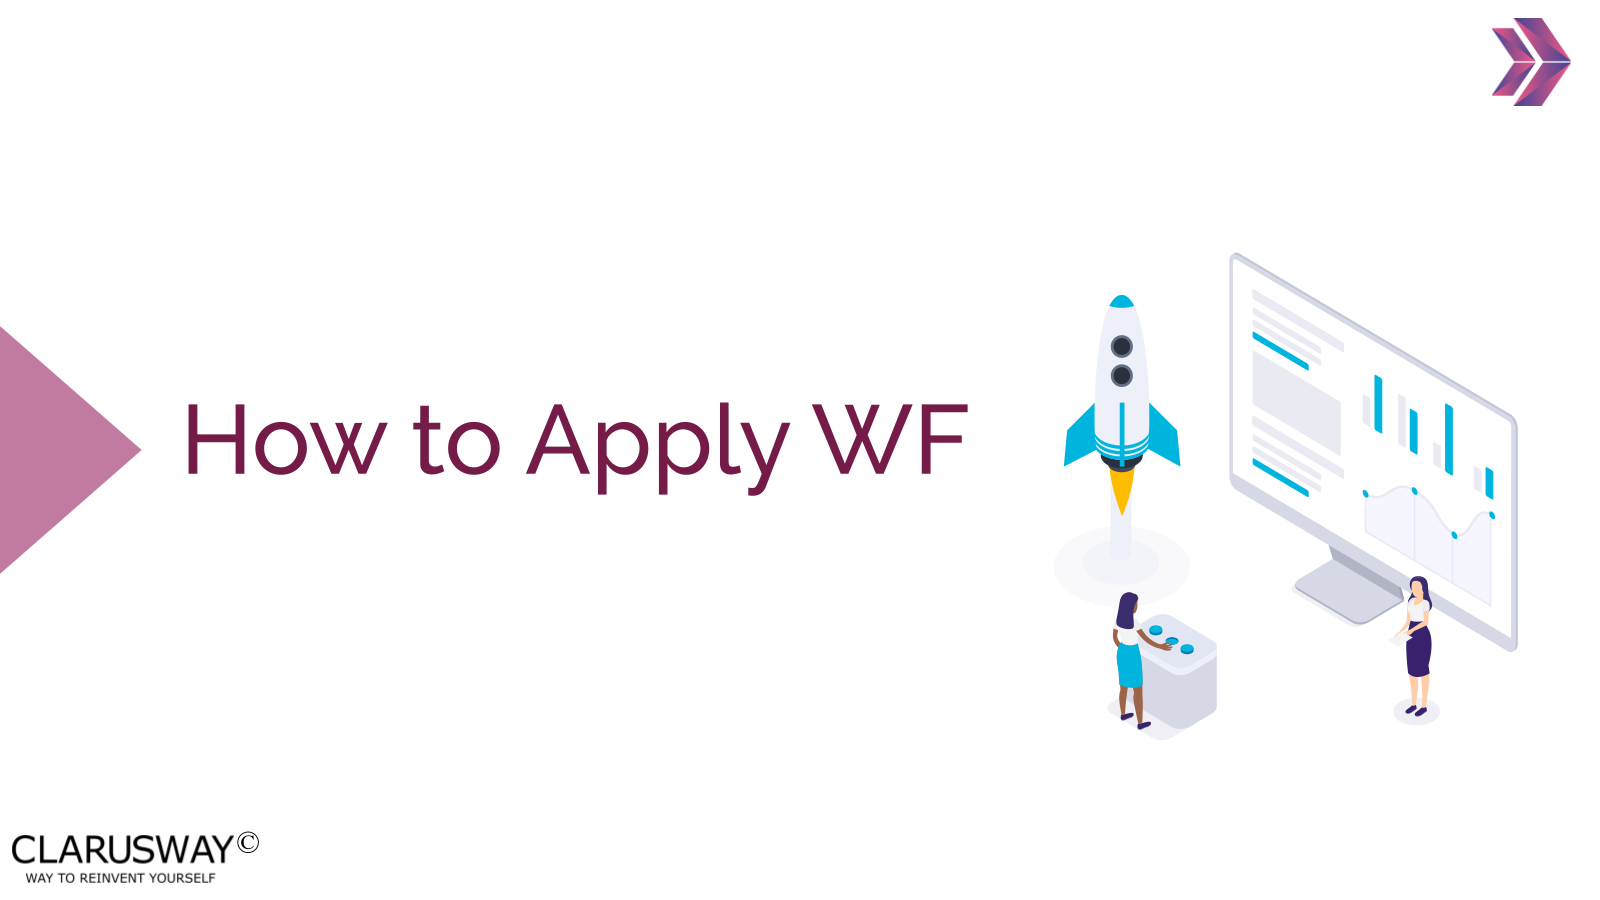 How to Apply WF
CLARUSWAY©
WAY TO REINVENT YOURSELF